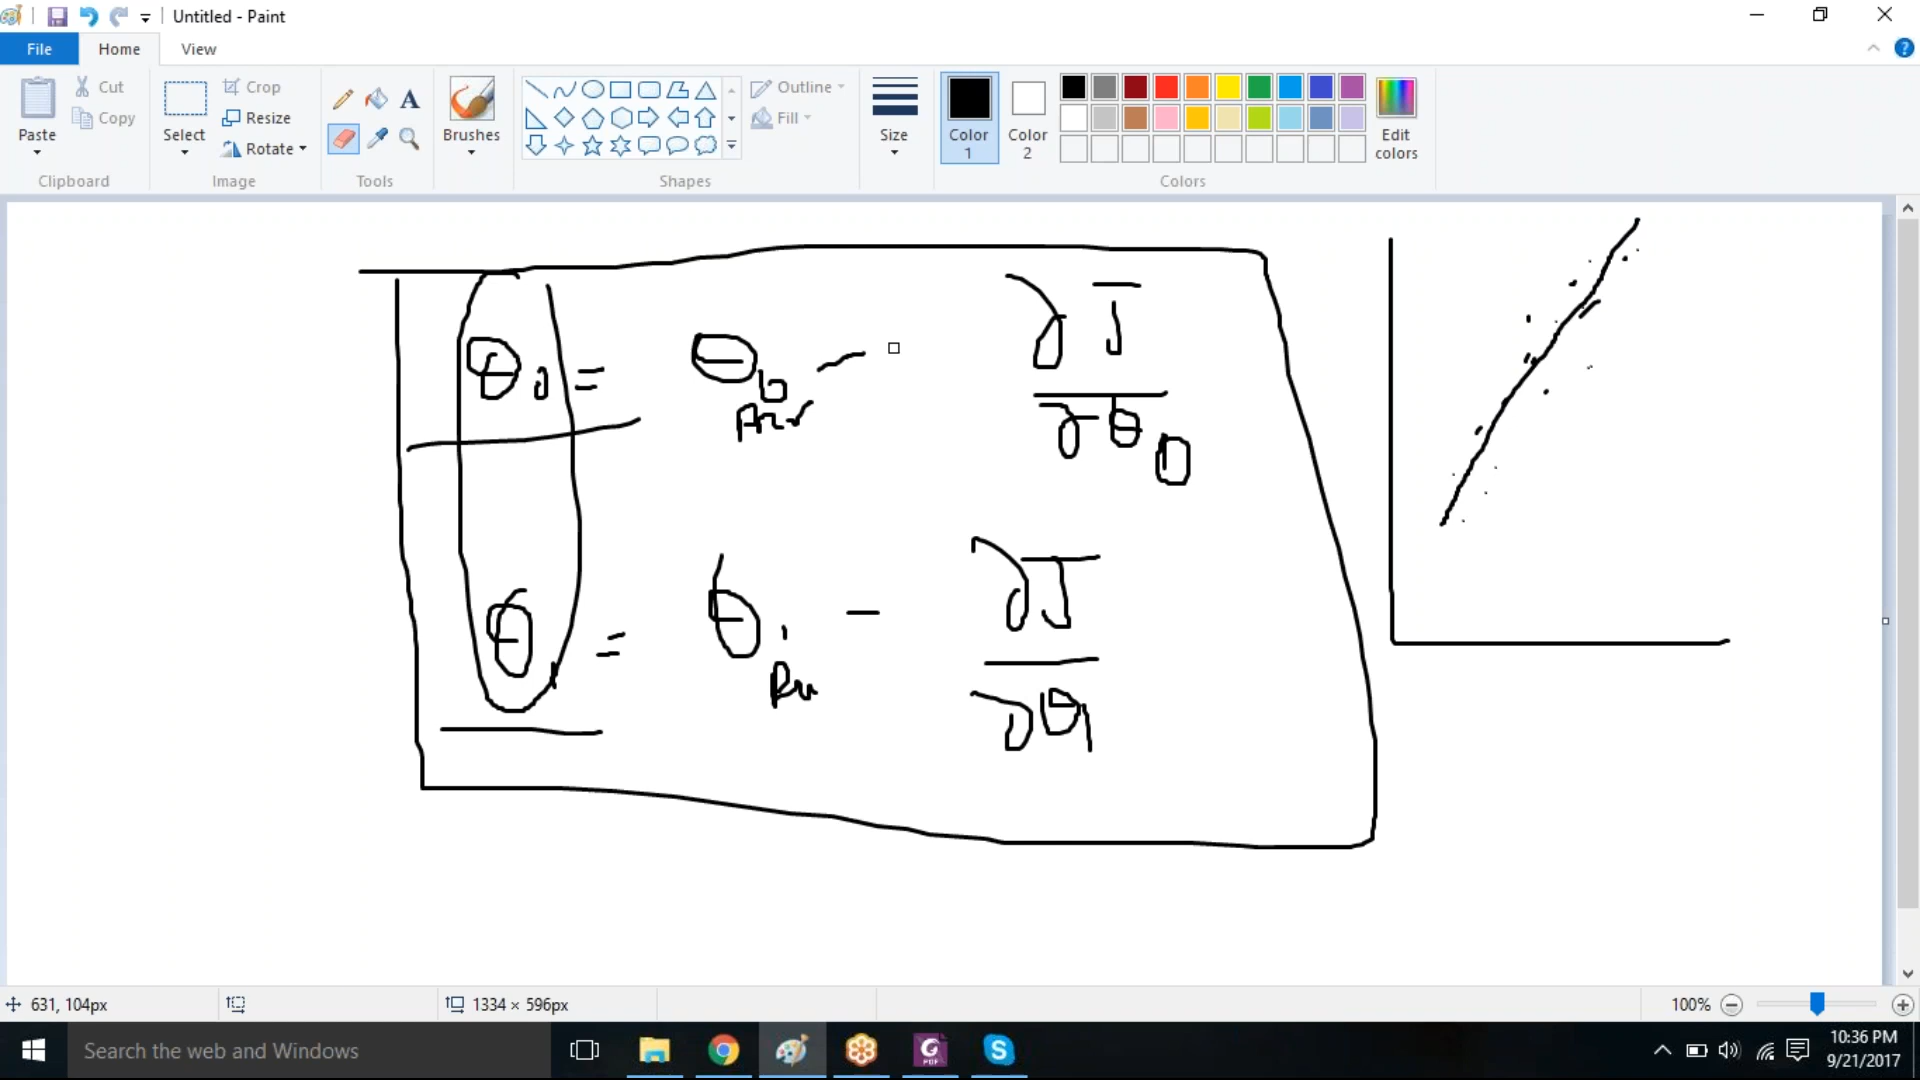 Untitled - Paint
File Home View
Paste
Cut
Copy
Clipboard
Select
Crop
Resize
Rotate
Image
A
Tools
Brushes
Shapes
Outline
Fill
Size
Color 1
Color 2
Edit colors
Colors
θ0 = θ0 − ∂J
∂θ0
θ1 = θ1 − ∂J
∂θ1
631, 104px
1334 × 596px
100%
Search the web and Windows
10:36 PM
9/21/2017